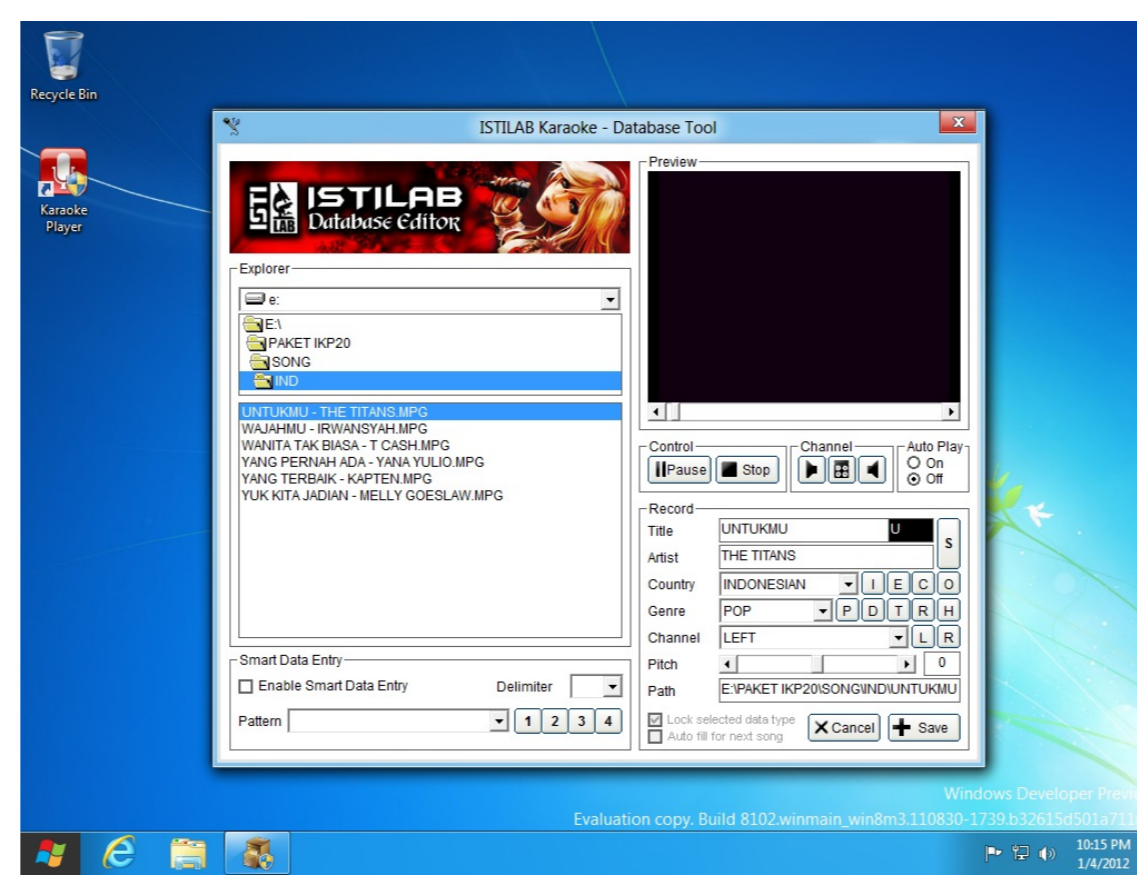 Recycle Bin
Karaoke
Player
ISTILAB Karaoke - Database Tool
ISTI
LAB
ISTILAB
Database Editor
Explorer
e:
E:\
PAKET IKP20
SONG
IND
UNTUKMU - THE TITANS.MPG
WAJAHMU - IRWANSYAH.MPG
WANITA TAK BIASA - T CASH.MPG
YANG PERNAH ADA - YANA YULIO.MPG
YANG TERBAIK - KAPTEN.MPG
YUK KITA JADIAN - MELLY GOESLAW.MPG
Smart Data Entry
Enable Smart Data Entry Delimiter
Pattern 1 2 3 4
Preview
Control Channel Auto Play
Pause Stop On
Off
Record
Title UNTUKMU U S
Artist THE TITANS
Country INDONESIAN I E C O
Genre POP P D T R H
Channel LEFT L R
Pitch 0
Path E:\PAKET IKP20\SONG\IND\UNTUKMU
Lock selected data type
Auto fill for next song
Cancel Save
Windows Developer
Evaluation copy. Build 8102.winmain_win8m3.110830-1739.b32615d501a711
10:15 PM
1/4/2012